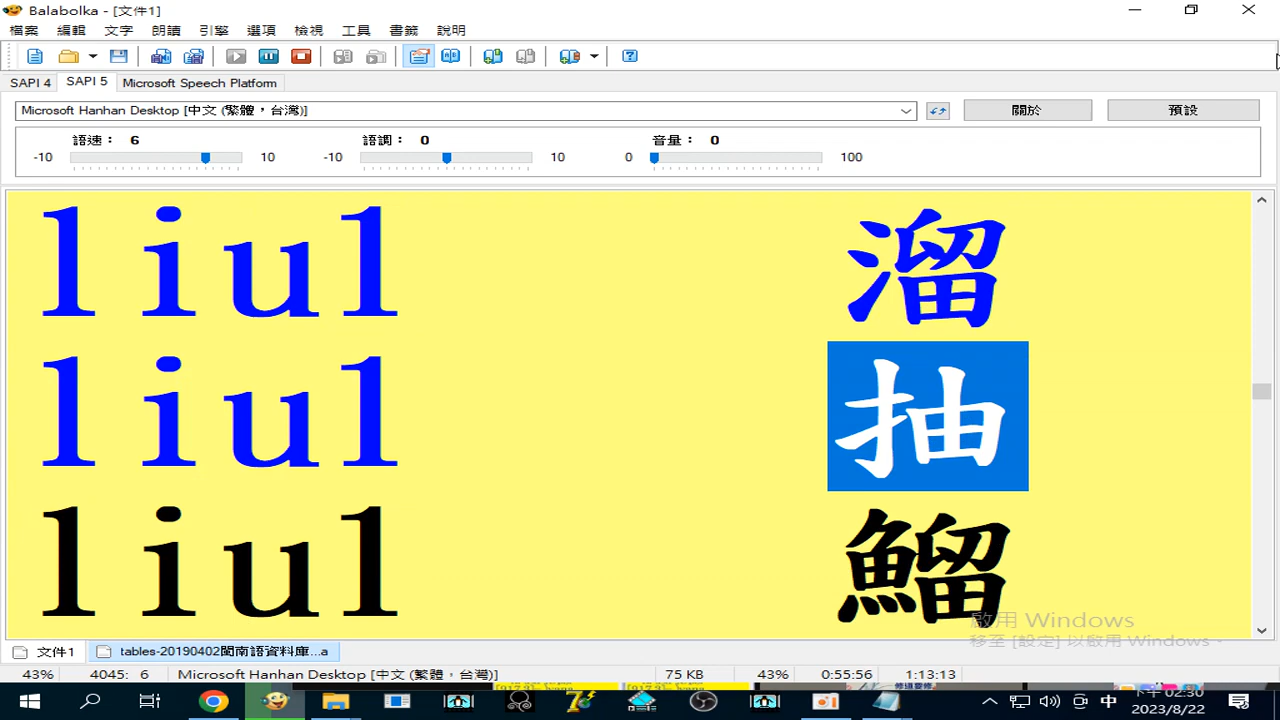 Balabolka - [文件1]
檔案 編輯 文字 朗讀 引擎 選項 檢視 工具 書籤 說明
SAPI 4 SAPI 5 Microsoft Speech Platform
Microsoft Hanhan Desktop [中文 (繁體，台灣)] 關於 預設
語速： 6 語調： 0 音量： 0
-10 10 -10 10 0 100
liul 溜
liul 抽
liul 鰡
啟用 Windows
移至 [設定] 以啟用 Windows。
文件1 tables-20190402閩南語資料庫...a
43% 4045: 6 Microsoft Hanhan Desktop [中文 (繁體，台灣)] 75 KB 43% 0:55:56 1:13:13
中 下午 02:30
2023/8/22